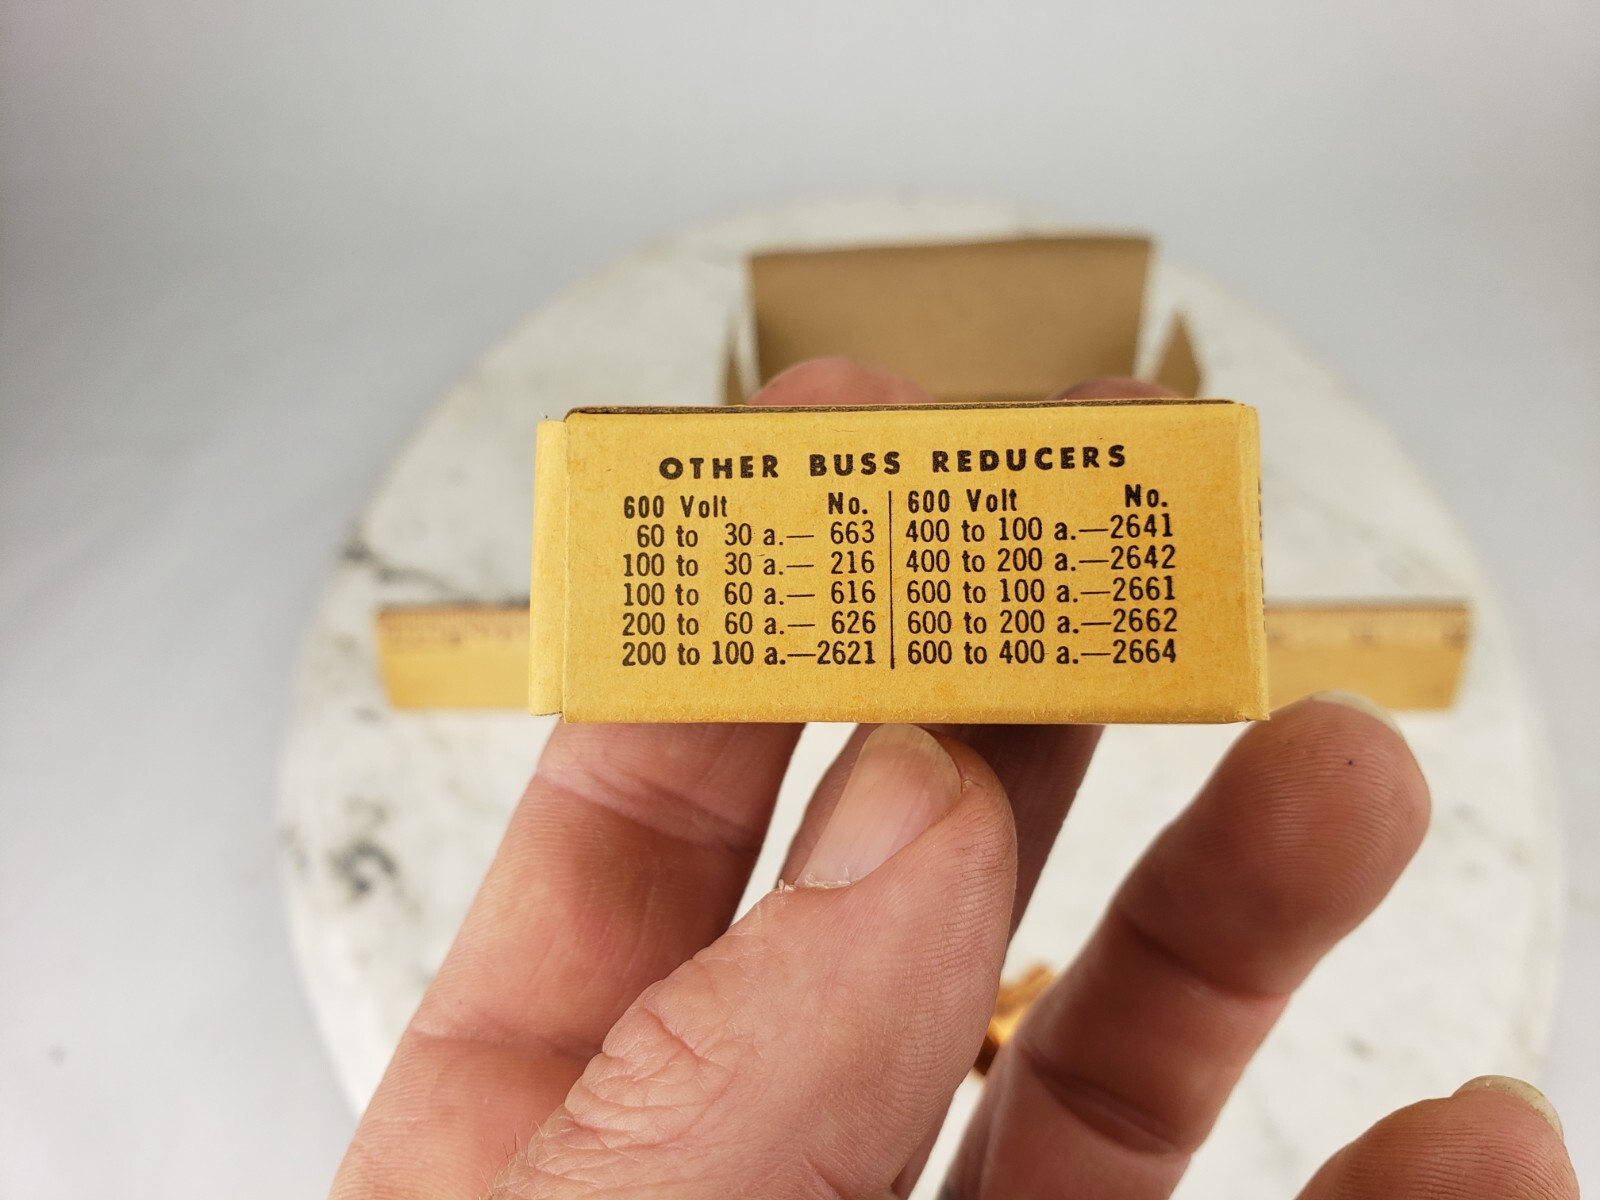 OTHER BUSS REDUCERS
600 Volt No.
60 to 30 a.— 663
100 to 30 a.— 216
100 to 60 a.— 616
200 to 60 a.— 626
200 to 100 a.—2621
600 Volt No.
400 to 100 a.—2641
400 to 200 a.—2642
600 to 100 a.—2661
600 to 200 a.—2662
600 to 400 a.—2664